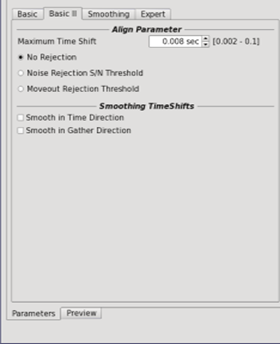 Basic Basic II Smoothing Expert
Align Parameter
Maximum Time Shift 0.008 sec [0.002 - 0.1]
No Rejection
Noise Rejection S/N Threshold
Moveout Rejection Threshold
Smoothing TimeShifts
Smooth in Time Direction
Smooth in Gather Direction
Parameters Preview